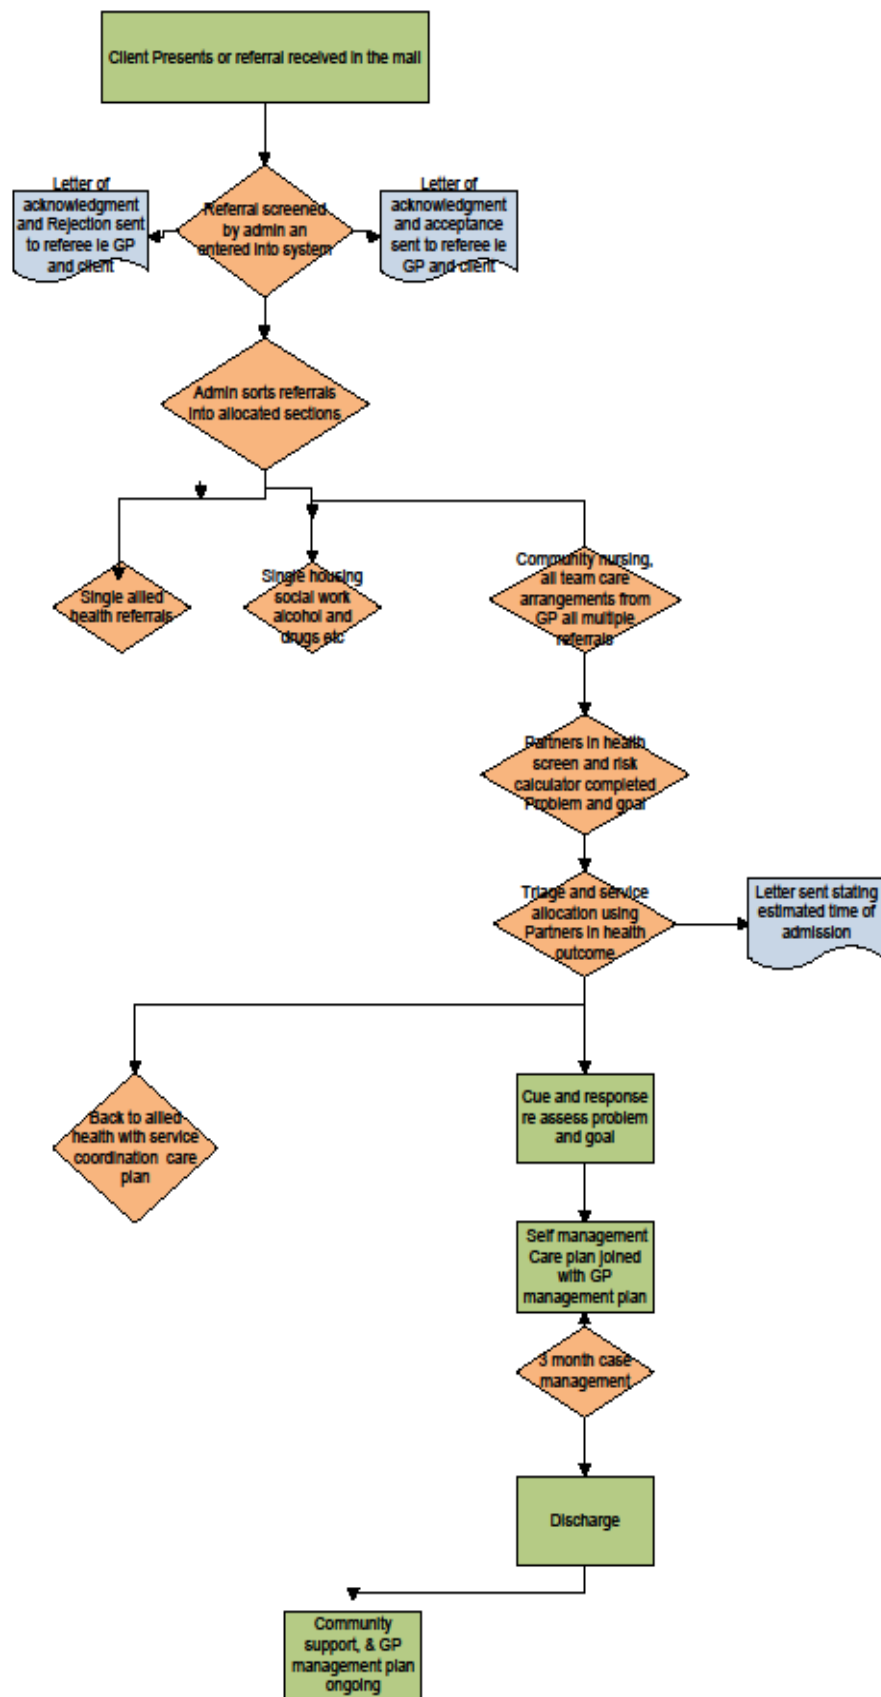 Client Presents or referral received in the mail
Letter of
acknowledgment
and Rejection sent
to referee ie GP
and client
Referral screened
by admin an
entered into system
Letter of
acknowledgment
and acceptance
sent to referee ie
GP and client
Admin sorts referrals
into allocated sections
Single allied
health referrals
Single housing
social work
alcohol and
drugs etc
Community nursing,
all team care
arrangements from
GP all multiple
referrals
Partners in health
screen and risk
calculator completed
Problem and goal
Triage and service
allocation using
Partners in health
outcome
Letter sent stating
estimated time of
admission
Back to allied
health with service
coordination care
plan
Cue and response
re assess problem
and goal
Self management
Care plan joined
with GP
management plan
3 month case
management
Discharge
Community
support, & GP
management plan
ongoing